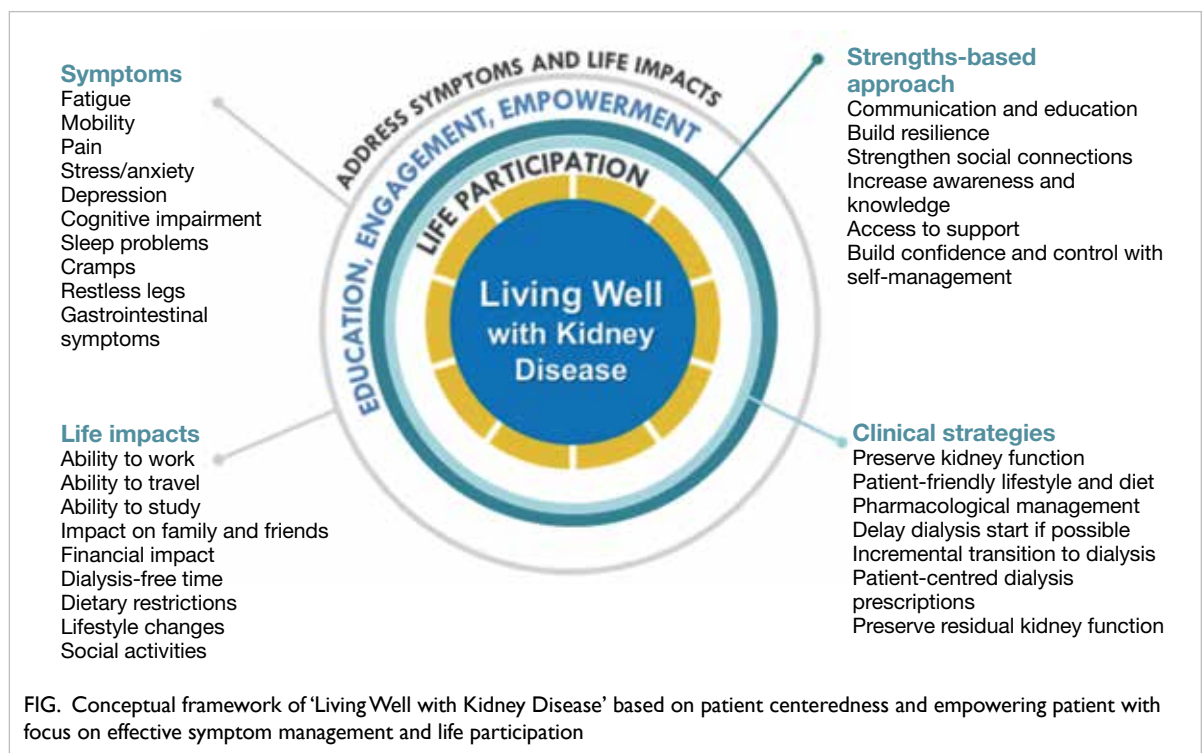 Symptoms
Fatigue
Mobility
Pain
Stress/anxiety
Depression
Cognitive impairment
Sleep problems
Cramps
Restless legs
Gastrointestinal
symptoms
Life impacts
Ability to work
Ability to travel
Ability to study
Impact on family and friends
Financial impact
Dialysis-free time
Dietary restrictions
Lifestyle changes
Social activities
ADDRESS SYMPTOMS AND LIFE IMPACTS
EDUCATION, ENGAGEMENT, EMPOWERMENT
LIFE PARTICIPATION
Living Well
with Kidney
Disease
Strengths-based
approach
Communication and education
Build resilience
Strengthen social connections
Increase awareness and
knowledge
Access to support
Build confidence and control with
self-management
Clinical strategies
Preserve kidney function
Patient-friendly lifestyle and diet
Pharmacological management
Delay dialysis start if possible
Incremental transition to dialysis
Patient-centred dialysis
prescriptions
Preserve residual kidney function
FIG. Conceptual framework of ‘Living Well with Kidney Disease’ based on patient centeredness and empowering patient with
focus on effective symptom management and life participation